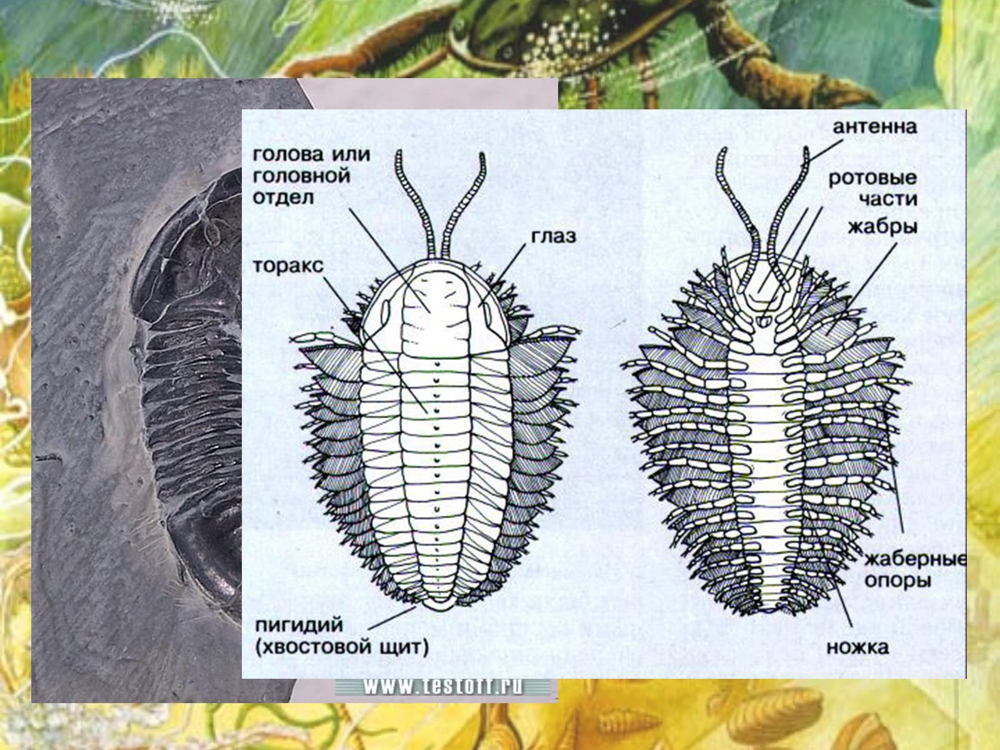 голова или
головной
отдел
торакс
глаз
пигидий
(хвостовой щит)
антенна
ротовые
части
жабры
жаберные
опоры
ножка
www.testoff.ru